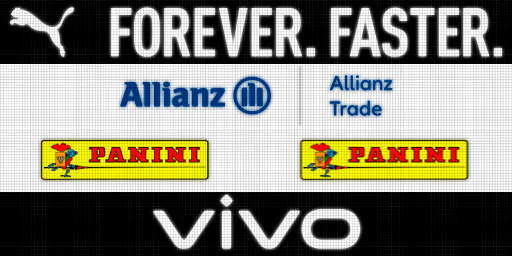 FOREVER. FASTER.
Allianz
Allianz
Trade
PANINI PANINI
vivo